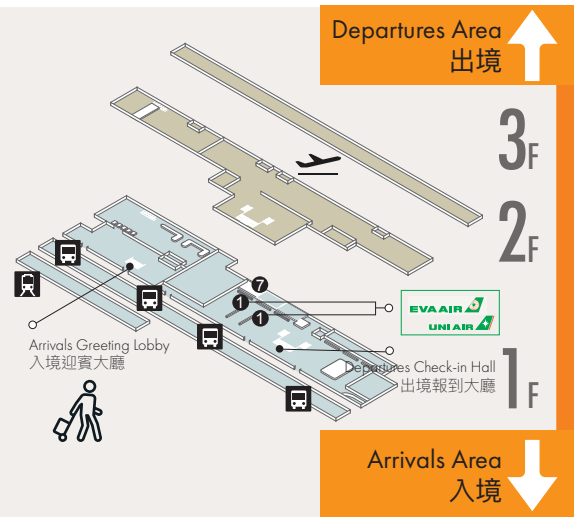 Departures Area
出境
3F
2F
7
1
1
EVA AIR
UNI AIR
Arrivals Greeting Lobby
入境迎賓大廳
Departures Check-in Hall
出境報到大廳
1F
Arrivals Area
入境